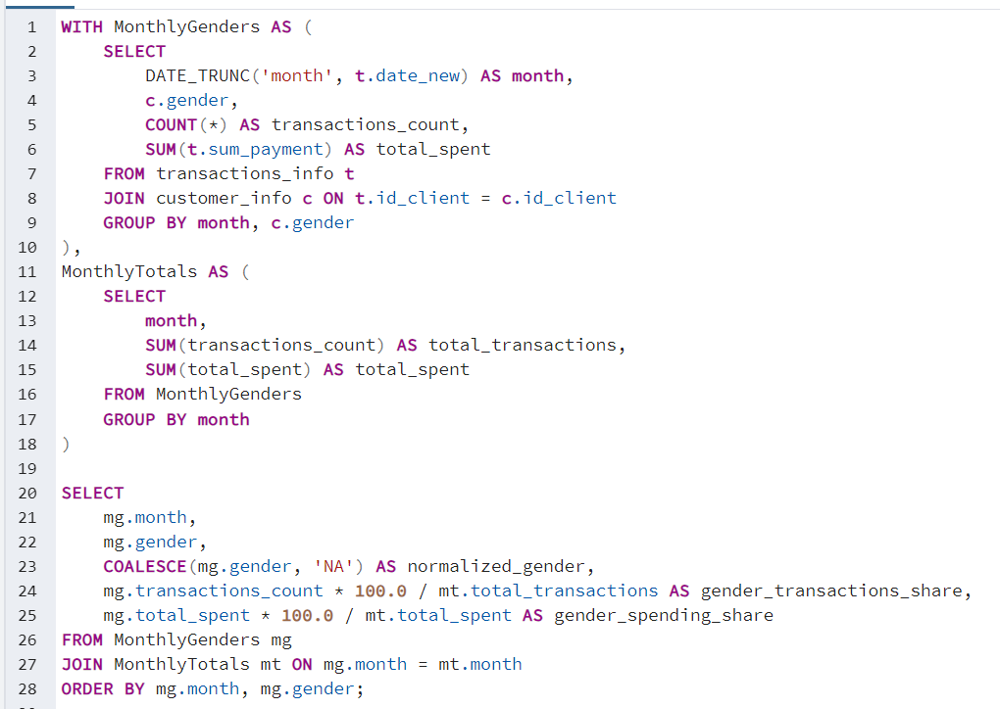 1 WITH MonthlyGenders AS (
2     SELECT
3         DATE_TRUNC('month', t.date_new) AS month,
4         c.gender,
5         COUNT(*) AS transactions_count,
6         SUM(t.sum_payment) AS total_spent
7     FROM transactions_info t
8     JOIN customer_info c ON t.id_client = c.id_client
9     GROUP BY month, c.gender
10 ),
11 MonthlyTotals AS (
12     SELECT
13         month,
14         SUM(transactions_count) AS total_transactions,
15         SUM(total_spent) AS total_spent
16     FROM MonthlyGenders
17     GROUP BY month
18 )
19
20 SELECT
21     mg.month,
22     mg.gender,
23     COALESCE(mg.gender, 'NA') AS normalized_gender,
24     mg.transactions_count * 100.0 / mt.total_transactions AS gender_transactions_share,
25     mg.total_spent * 100.0 / mt.total_spent AS gender_spending_share
26 FROM MonthlyGenders mg
27 JOIN MonthlyTotals mt ON mg.month = mt.month
28 ORDER BY mg.month, mg.gender;